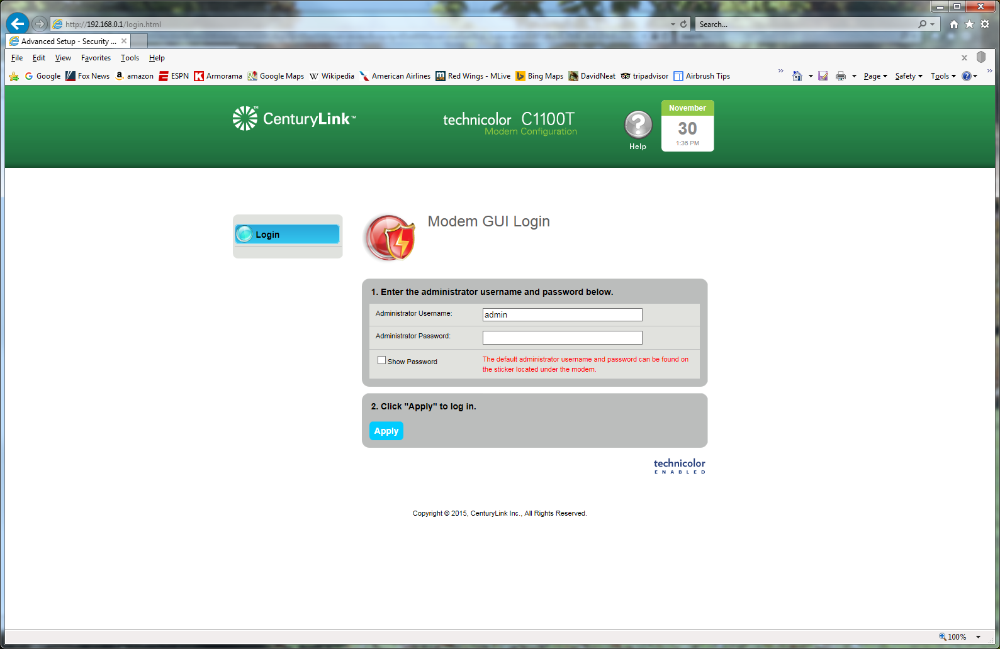 http://192.168.0.1/login.html
Search...
Advanced Setup - Security ...
File Edit View Favorites Tools Help
Google Fox News amazon ESPN Armorama Google Maps Wikipedia American Airlines Red Wings - MLive Bing Maps DavidNeat tripadvisor Airbrush Tips
Page Safety Tools
CenturyLink™
technicolor C1100T
Modem Configuration
Help
November
30
1:36 PM
Login
Modem GUI Login
1. Enter the administrator username and password below.
Administrator Username: admin
Administrator Password:
Show Password
The default administrator username and password can be found on
the sticker located under the modem.
2. Click "Apply" to log in.
Apply
technicolor
ENABLED
Copyright © 2015, CenturyLink Inc., All Rights Reserved.
100%